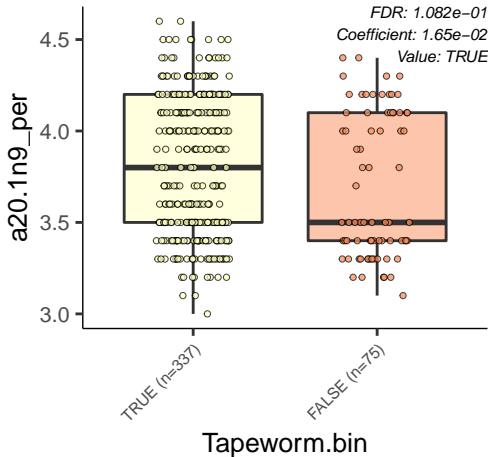 FDR: 1.082e−01
Coefficient: 1.65e−02
Value: TRUE
4.5
4.0
3.5
3.0
a20.1n9_per
TRUE (n=337)
FALSE (n=75)
Tapeworm.bin